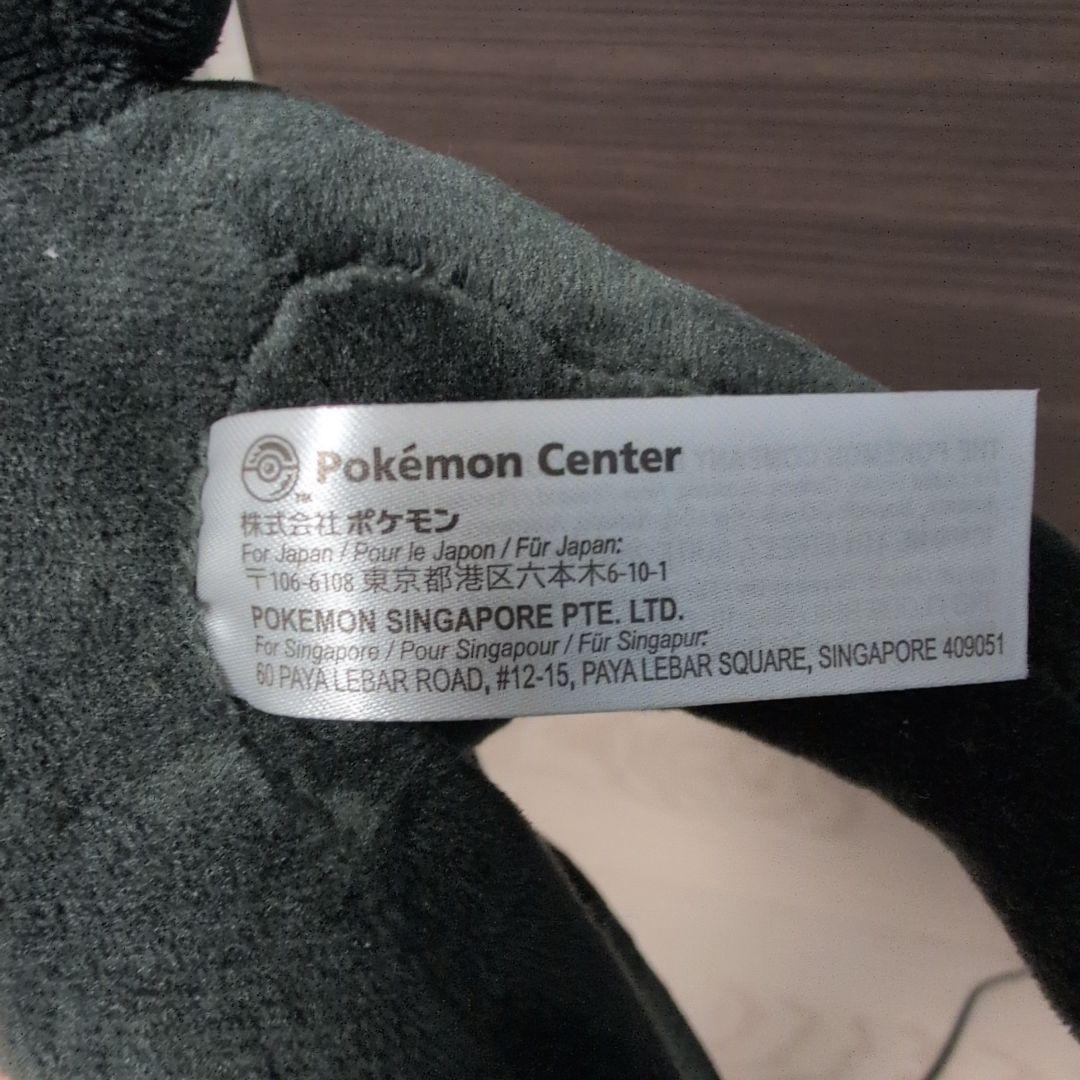 Pokémon Center
TM
株式会社 ポケモン
For Japan / Pour le Japon / Für Japan:
〒106-6108 東京都港区六本木6-10-1
POKEMON SINGAPORE PTE. LTD.
For Singapore / Pour Singapour / Für Singapur:
60 PAYA LEBAR ROAD, #12-15, PAYA LEBAR SQUARE, SINGAPORE 409051